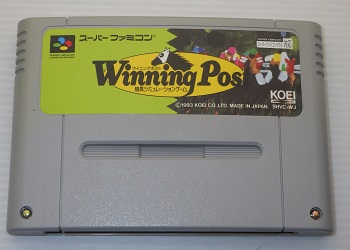 スーパーファミコン
ウイニングポスト
Winning Post
競馬シミュレーションゲーム
KOEI
©1993 KOEI CO., LTD. MADE IN JAPAN
SHVC-WJ